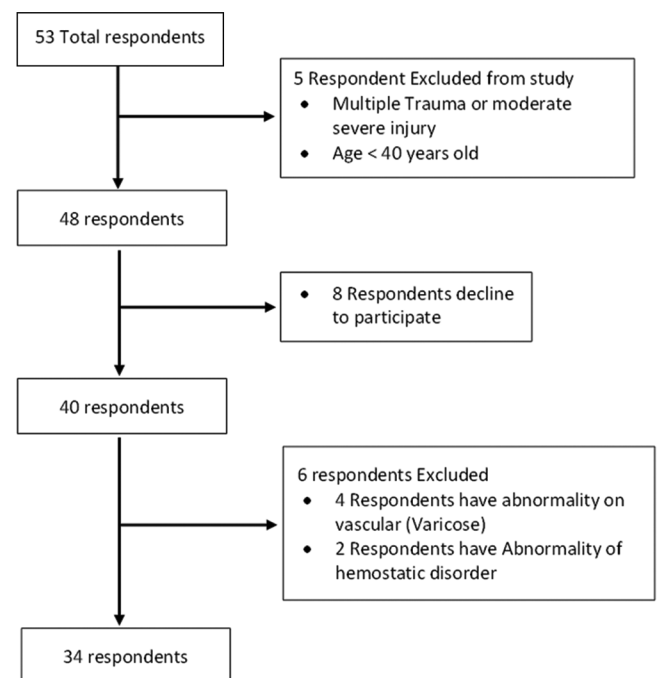 53 Total respondents
5 Respondent Excluded from study
• Multiple Trauma or moderate
severe injury
• Age < 40 years old
48 respondents
• 8 Respondents decline
to participate
40 respondents
6 respondents Excluded
• 4 Respondents have abnormality on
vascular (Varicose)
• 2 Respondents have Abnormality of
hemostatic disorder
34 respondents